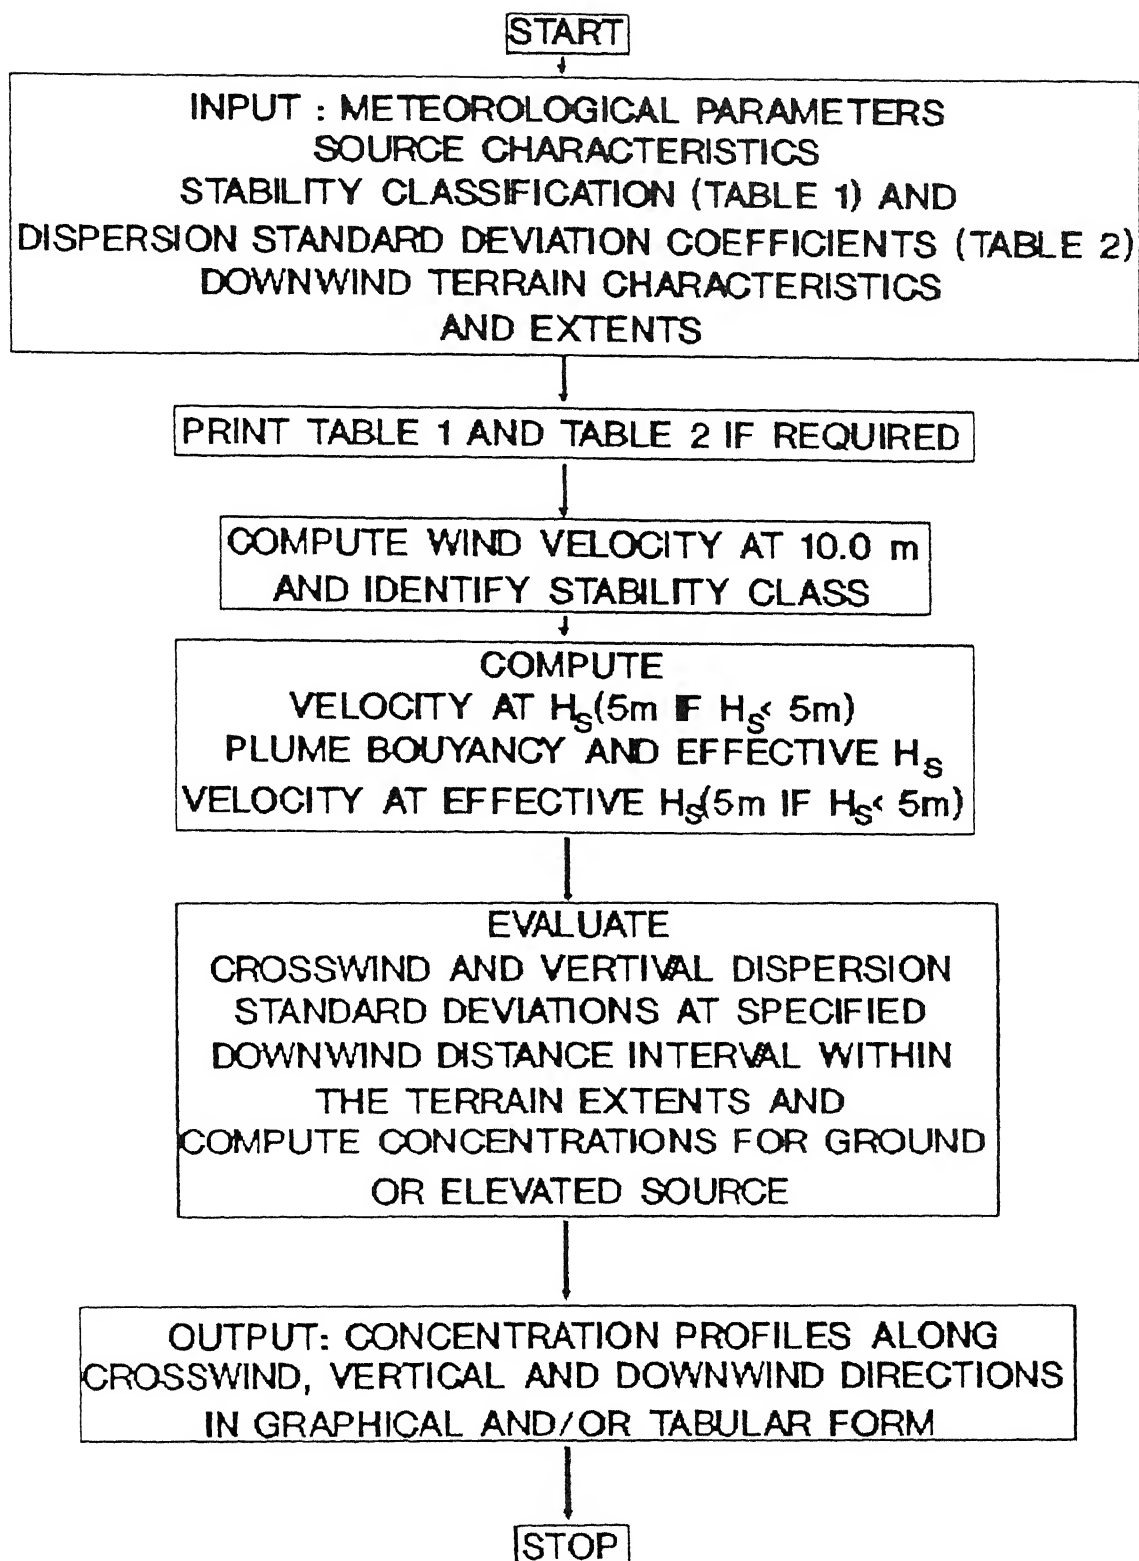 START
INPUT : METEOROLOGICAL PARAMETERS
SOURCE CHARACTERISTICS
STABILITY CLASSIFICATION (TABLE 1) AND
DISPERSION STANDARD DEVIATION COEFFICIENTS (TABLE 2)
DOWNWIND TERRAIN CHARACTERISTICS
AND EXTENTS
PRINT TABLE 1 AND TABLE 2 IF REQUIRED
COMPUTE WIND VELOCITY AT 10.0 m
AND IDENTIFY STABILITY CLASS
COMPUTE
VELOCITY AT HS(5m IF HS< 5m)
PLUME BOUYANCY AND EFFECTIVE HS
VELOCITY AT EFFECTIVE HS(5m IF HS< 5m)
EVALUATE
CROSSWIND AND VERTIVAL DISPERSION
STANDARD DEVIATIONS AT SPECIFIED
DOWNWIND DISTANCE INTERVAL WITHIN
THE TERRAIN EXTENTS AND
COMPUTE CONCENTRATIONS FOR GROUND
OR ELEVATED SOURCE
OUTPUT: CONCENTRATION PROFILES ALONG
CROSSWIND, VERTICAL AND DOWNWIND DIRECTIONS
IN GRAPHICAL AND/OR TABULAR FORM
STOP